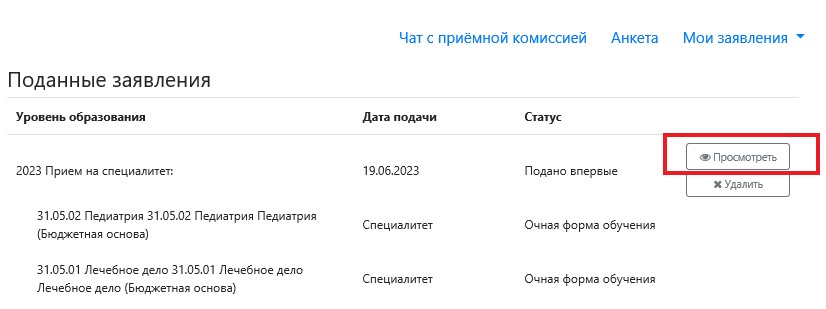 Чат с приёмной комиссией Анкета Мои заявления
Поданные заявления
Уровень образования Дата подачи Статус
Просмотреть
2023 Прием на специалитет: 19.06.2023 Подано впервые
Удалить
31.05.02 Педиатрия 31.05.02 Педиатрия Педиатрия
(Бюджетная основа) Специалитет Очная форма обучения
31.05.01 Лечебное дело 31.05.01 Лечебное дело
Лечебное дело (Бюджетная основа) Специалитет Очная форма обучения